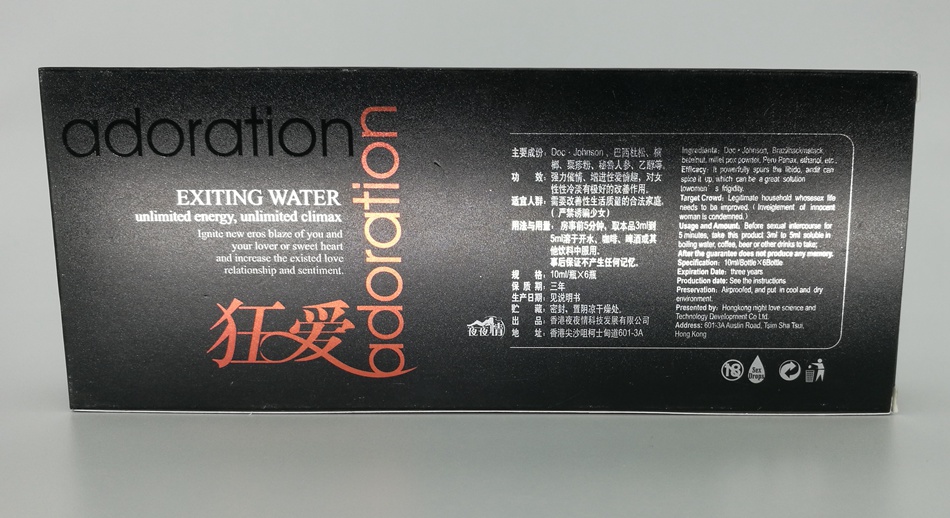 adoration
adoration
EXITING WATER
unlimited energy, unlimited climax
Ignite new eros blaze of you and
your lover or sweet heart
and increase the existed love
relationship and sentiment.
狂爱
夜夜情
主要成份：Doc·Johnson、巴西杜松、槟
榔、粟疹粉、秘鲁人参、乙醇等。
功 效：强力催情、增进性爱情趣，对女
性性冷淡有极好的改善作用。
适宜人群：需要改善性生活质量的合法家庭。
（严禁诱骗少女）
用法与用量：房事前5分钟，取本品3ml到
5ml溶于开水、咖啡、啤酒或其
他饮料中服用。
事后保证不产生任何记忆。
规 格：10ml/瓶×6瓶
保 质 期：三年
生产日期：见说明书
贮 藏：密封，置阴凉干燥处。
出 品：香港夜夜情科技发展有限公司
地 址：香港尖沙咀柯士甸道601-3A
Ingredients: Doc·Johnson, Brazilhackmatack,
betelnut, millet pox powder, Peru Panax, ethanol, etc.
Efficacy: It powerfully spurs the libido, andit can
spice it up, which can be a great solution
towomen's frigidity.
Target Crowd: Legitimate household whosesex life
needs to be improved. (Inveiglement of innocent
woman is condemned.)
Usage and Amount: Before sexual intercourse for
5 minutes, take this product 3ml to 5ml soluble in
boiling water, coffee, beer or other drinks to take;
After the guarantee does not produce any memory.
Specification: 10ml/Bottle×6Bottle
Expiration Date: three years
Production date: See the instructions
Preservation: Airproofed, and put in cool and dry
environment.
Presented by: Hongkong night love science and
Technology Development Co Ltd.
Address: 601-3A Austin Road, Tsim Sha Tsui,
Hong Kong
18
Sex
Drops